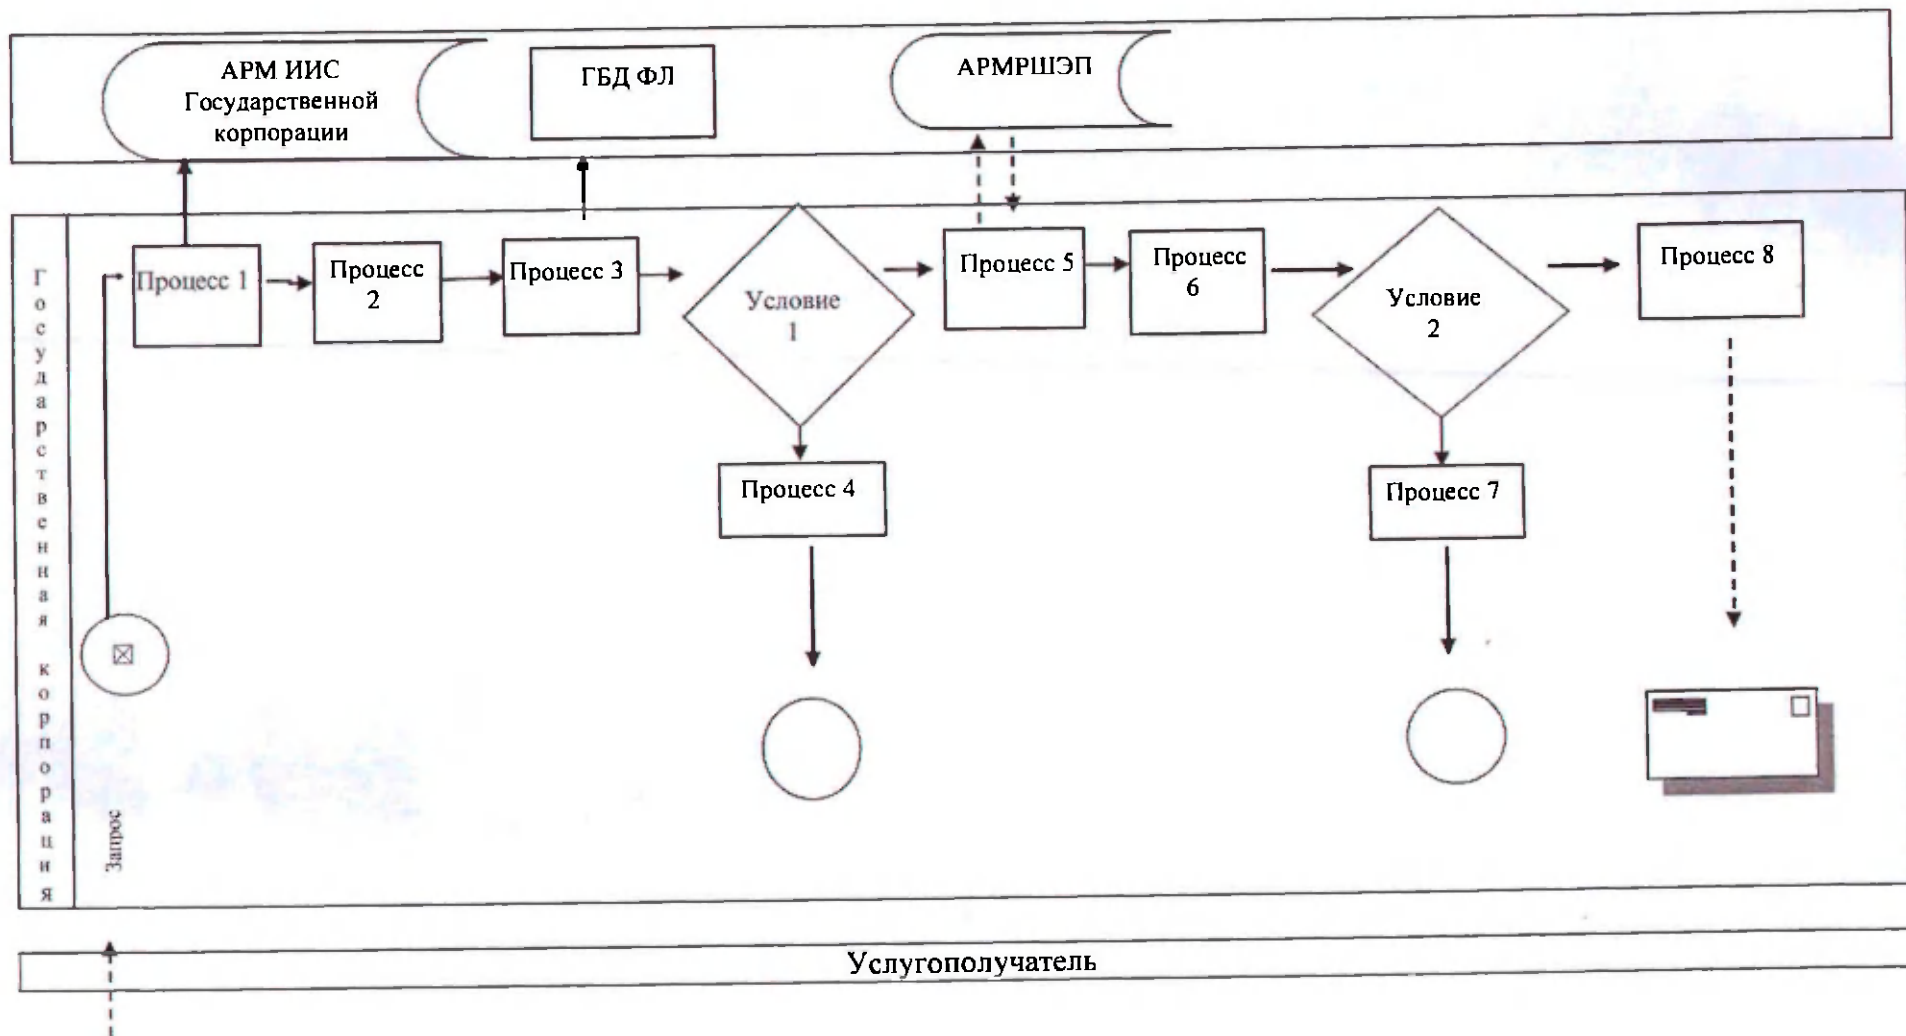 АРМ ИИС
Государственной
корпорации
ГБД ФЛ
АРМРШЭП
Государственная корпорация
Процесс 1
Процесс
2
Процесс 3
Условие
1
Процесс 5
Процесс
6
Условие
2
Процесс 8
Процесс 4
Процесс 7
Запрос
Услугополучатель